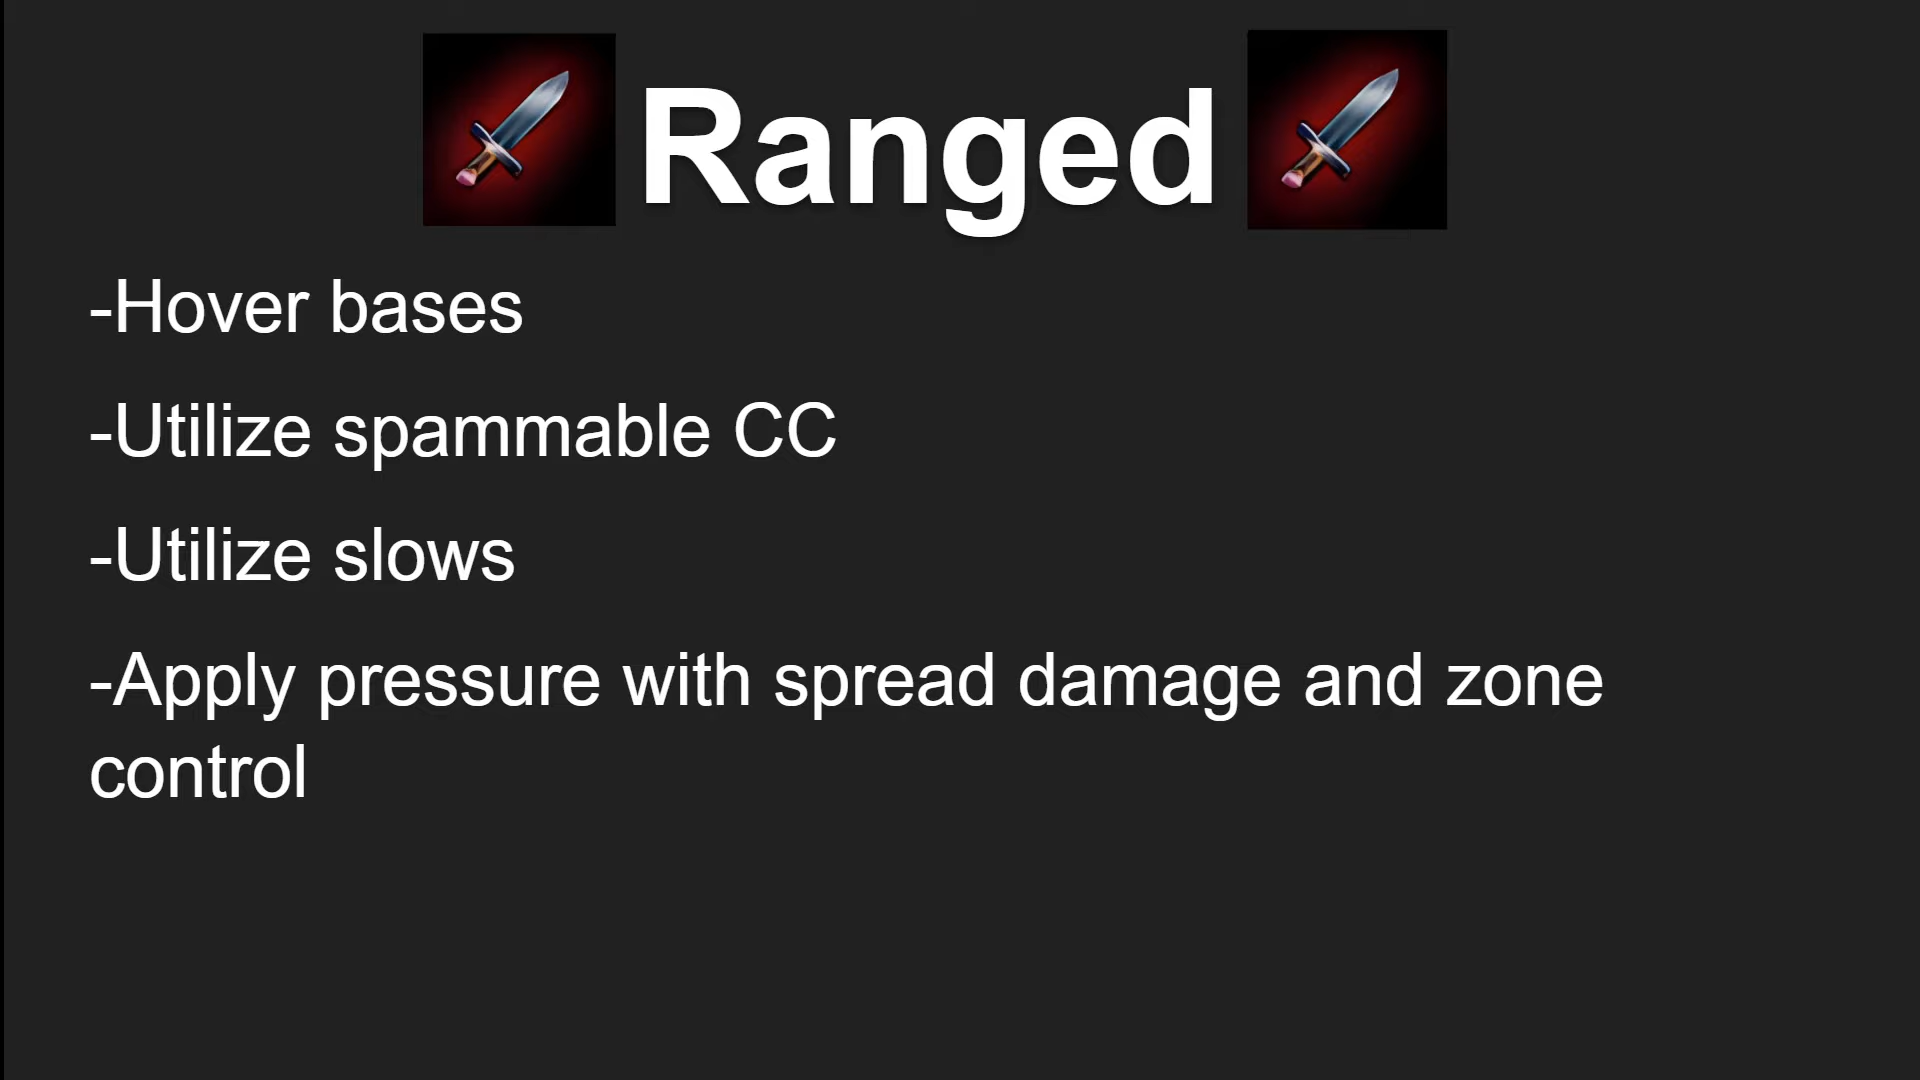 Ranged
-Hover bases
-Utilize spammable CC
-Utilize slows
-Apply pressure with spread damage and zone
control